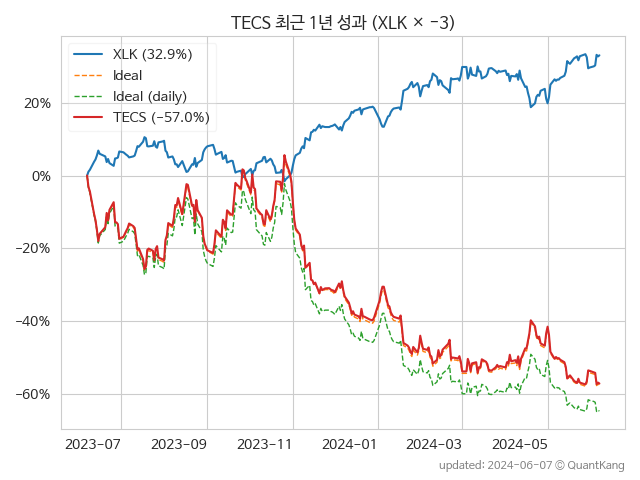 TECS 최근 1년 성과 (XLK × −3)
XLK (32.9%)
Ideal
Ideal (daily)
TECS (−57.0%)
20%
0%
−20%
−40%
−60%
2023-07
2023-09
2023-11
2024-01
2024-03
2024-05
updated: 2024-06-07 © QuantKang